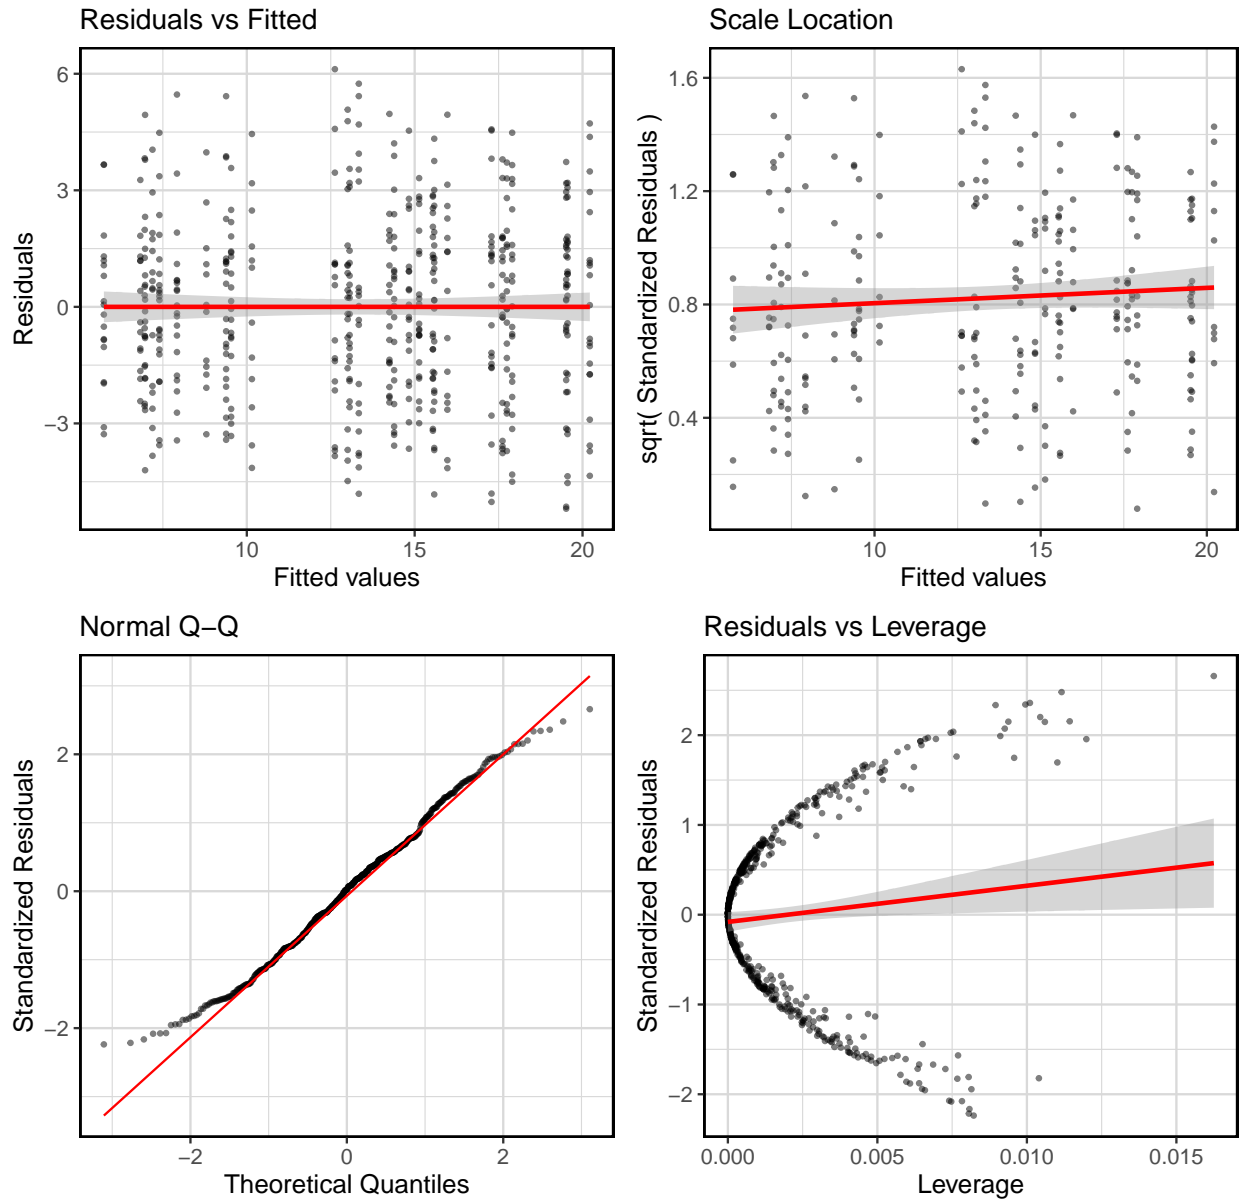 Residuals vs Fitted
6
3
0
−3
Residuals
10
15
20
Fitted values
Scale Location
1.6
1.2
0.8
0.4
sqrt( Standardized Residuals )
10
15
20
Fitted values
Normal Q−Q
2
0
−2
Standardized Residuals
−2
0
2
Theoretical Quantiles
Residuals vs Leverage
2
1
0
−1
−2
Standardized Residuals
0.000
0.005
0.010
0.015
Leverage